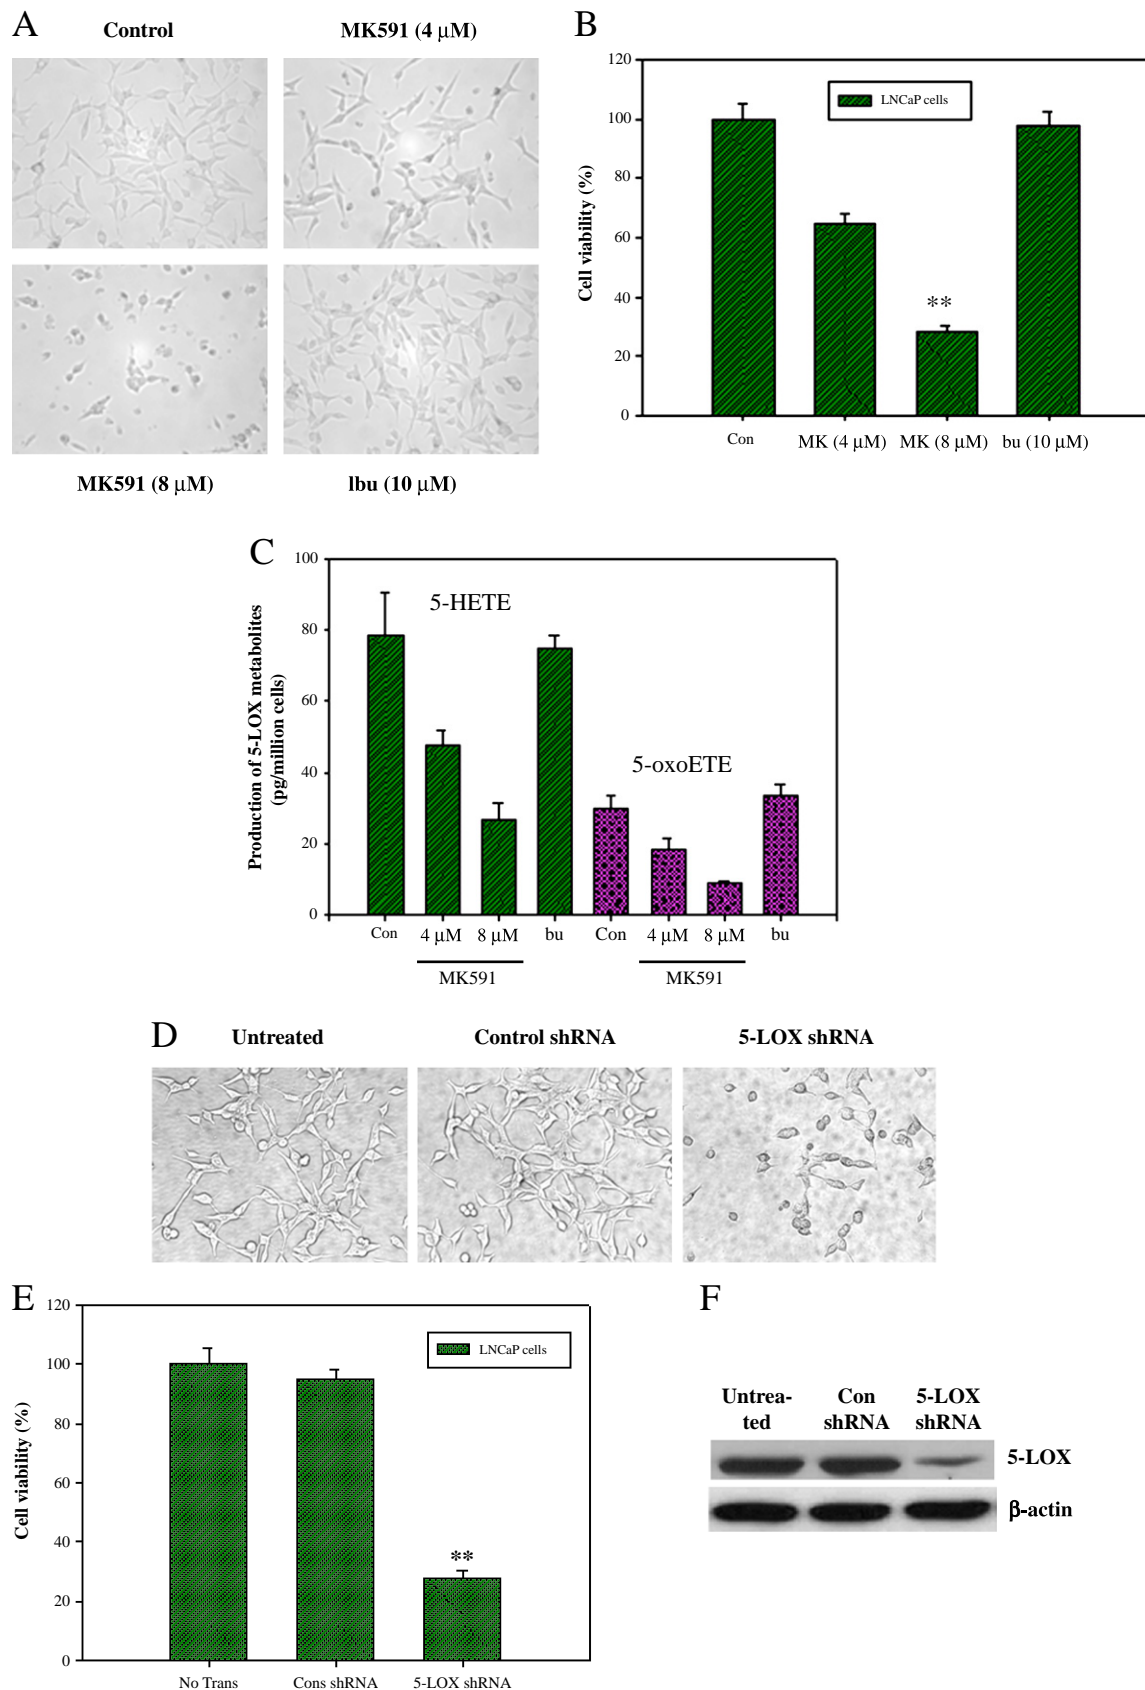 A
Control
MK591 (4 μM)
MK591 (8 μM)
lbu (10 μM)
B
120
100
80
60
40
20
0
Cell viability (%)
LNCaP cells
**
Con
MK (4 μM)
MK (8 μM)
bu (10 μM)
C
100
80
60
40
20
0
Production of 5-LOX metabolites
(pg/million cells)
5-HETE
5-oxoETE
Con
4 μM
8 μM
bu
Con
4 μM
8 μM
bu
MK591
MK591
D
Untreated
Control shRNA
5-LOX shRNA
E
120
100
80
60
40
20
0
Cell viability (%)
LNCaP cells
**
No Trans
Cons shRNA
5-LOX shRNA
F
Untrea-
ted
Con
shRNA
5-LOX
shRNA
5-LOX
β-actin